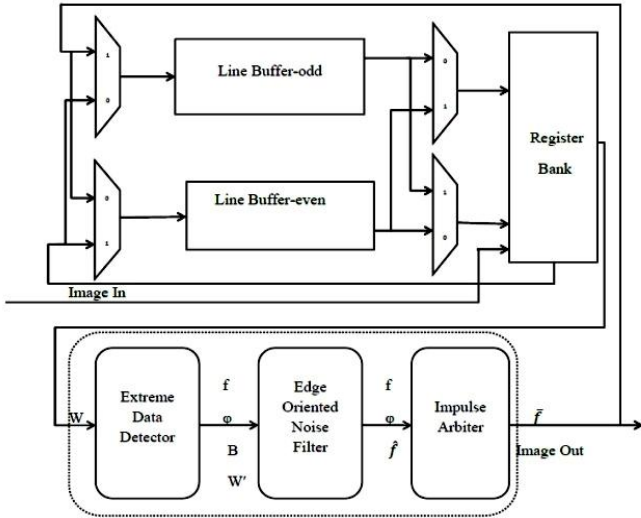 1
0
Line Buffer-odd
0
1
Register
Bank
0
1
Line Buffer-even
1
0
Image In
W
Extreme
Data
Detector
f
φ
B
W'
Edge
Oriented
Noise
Filter
f
φ
f̂
Impulse
Arbiter
f̄
Image Out